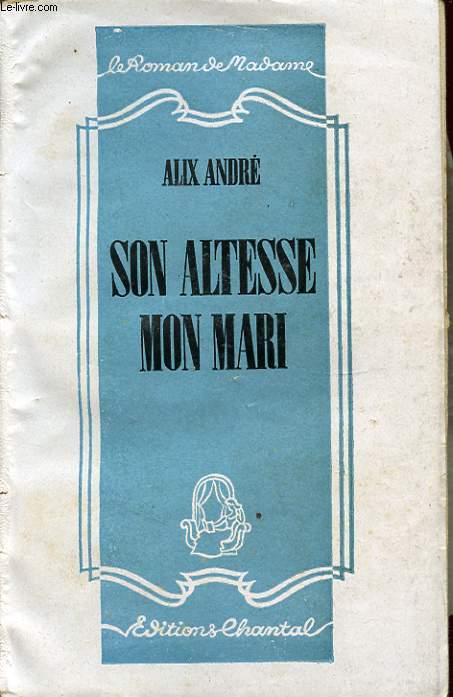 Le-livre.com
le Roman de Madame
ALIX ANDRÉ
SON ALTESSE
MON MARI
Editions Chantal